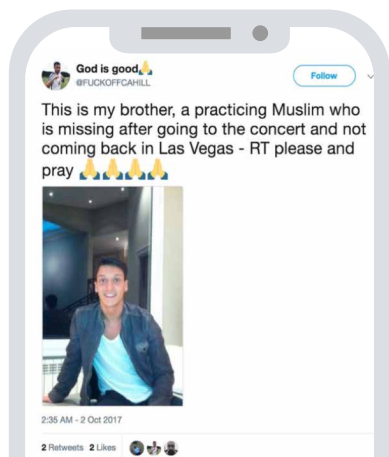 God is good🙏
@FUCKOFFCAHILL
Follow
This is my brother, a practicing Muslim who
is missing after going to the concert and not
coming back in Las Vegas - RT please and
pray 🙏🙏🙏🙏
2:35 AM - 2 Oct 2017
2 Retweets 2 Likes